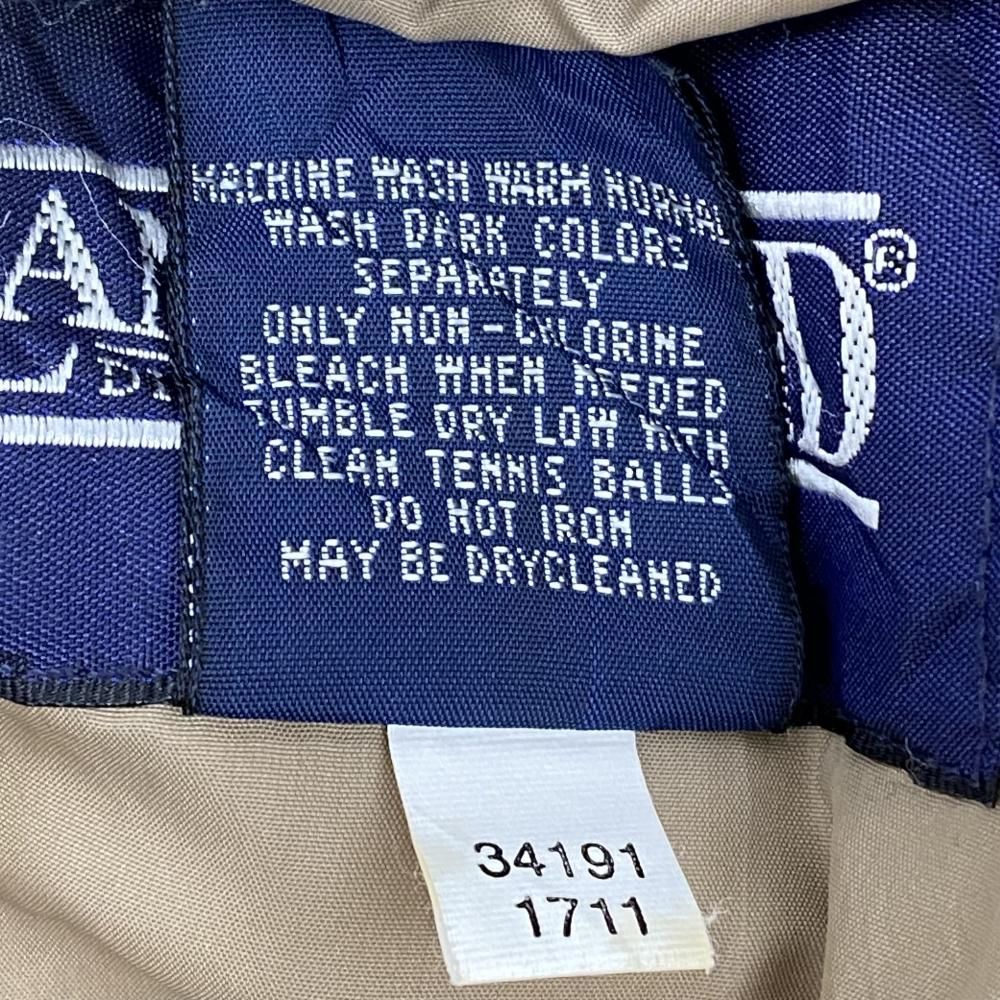 MACHINE WASH WARM NORMAL
WASH DARK COLORS
SEPARATELY
ONLY NON-CHLORINE
BLEACH WHEN NEEDED
TUMBLE DRY LOW WITH
CLEAN TENNIS BALLS
DO NOT IRON
MAY BE DRYCLEANED
D®
34191
1711